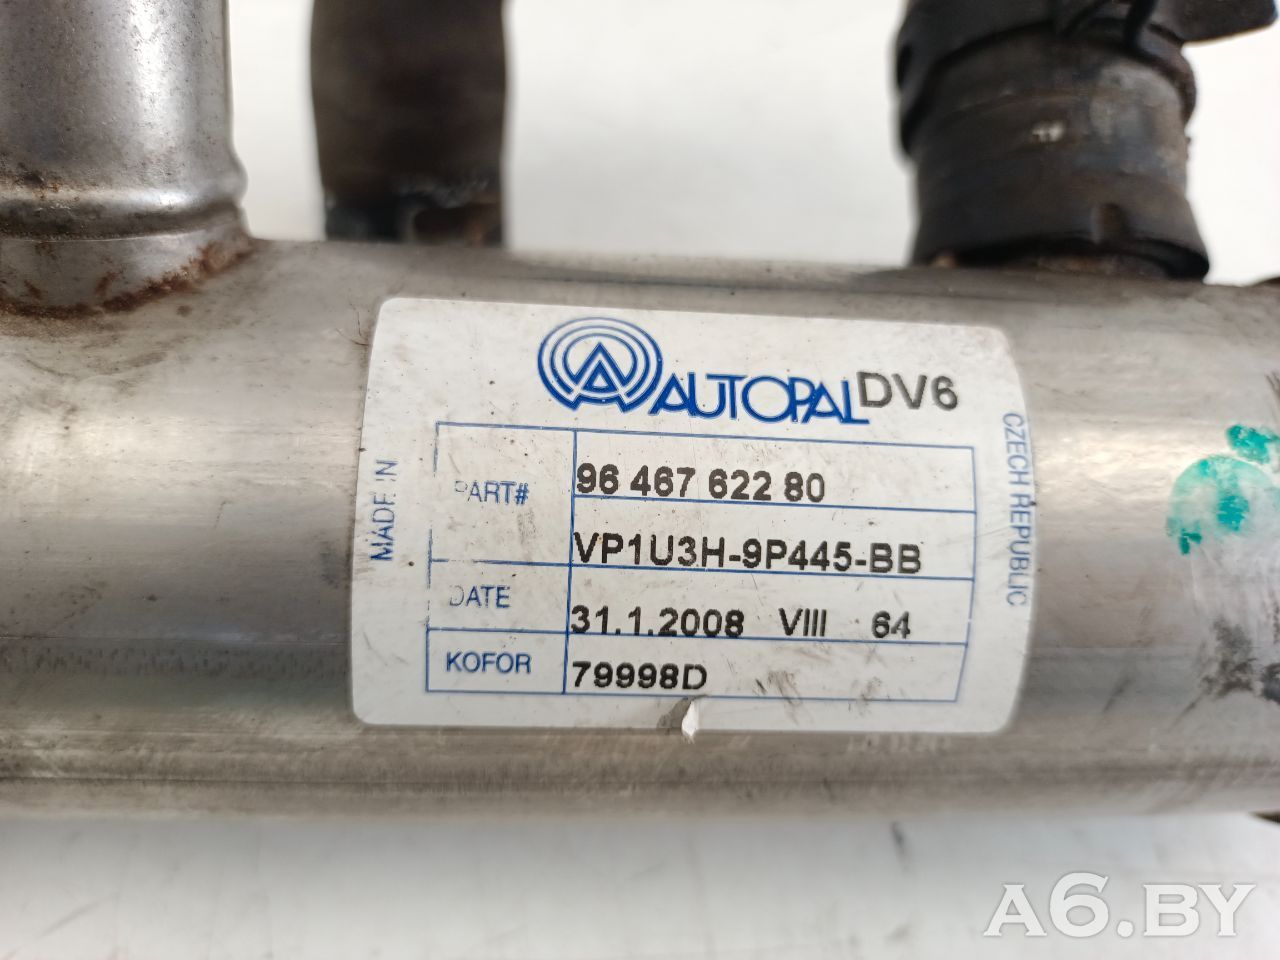 AUTOPAL DV6
MADE IN
CZECH REPUBLIC
PART# 96 467 622 80
VP1U3H-9P445-BB
DATE 31.1.2008 VIII 64
KOFOR 79998D
A6.BY